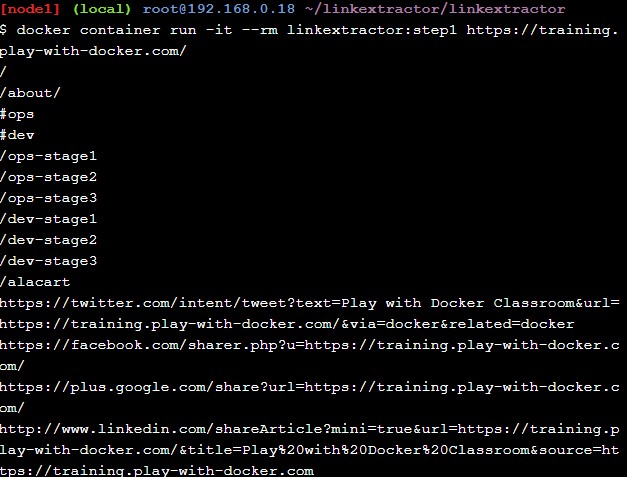 [node1] (local) root@192.168.0.18 ~/linkextractor/linkextractor
$ docker container run -it --rm linkextractor:step1 https://training.
play-with-docker.com/
/
/about/
#ops
#dev
/ops-stage1
/ops-stage2
/ops-stage3
/dev-stage1
/dev-stage2
/dev-stage3
/alacart
https://twitter.com/intent/tweet?text=Play with Docker Classroom&url=
https://training.play-with-docker.com/&via=docker&related=docker
https://facebook.com/sharer.php?u=https://training.play-with-docker.c
om/
https://plus.google.com/share?url=https://training.play-with-docker.c
om/
http://www.linkedin.com/shareArticle?mini=true&url=https://training.p
lay-with-docker.com/&title=Play%20with%20Docker%20Classroom&source=ht
tps://training.play-with-docker.com